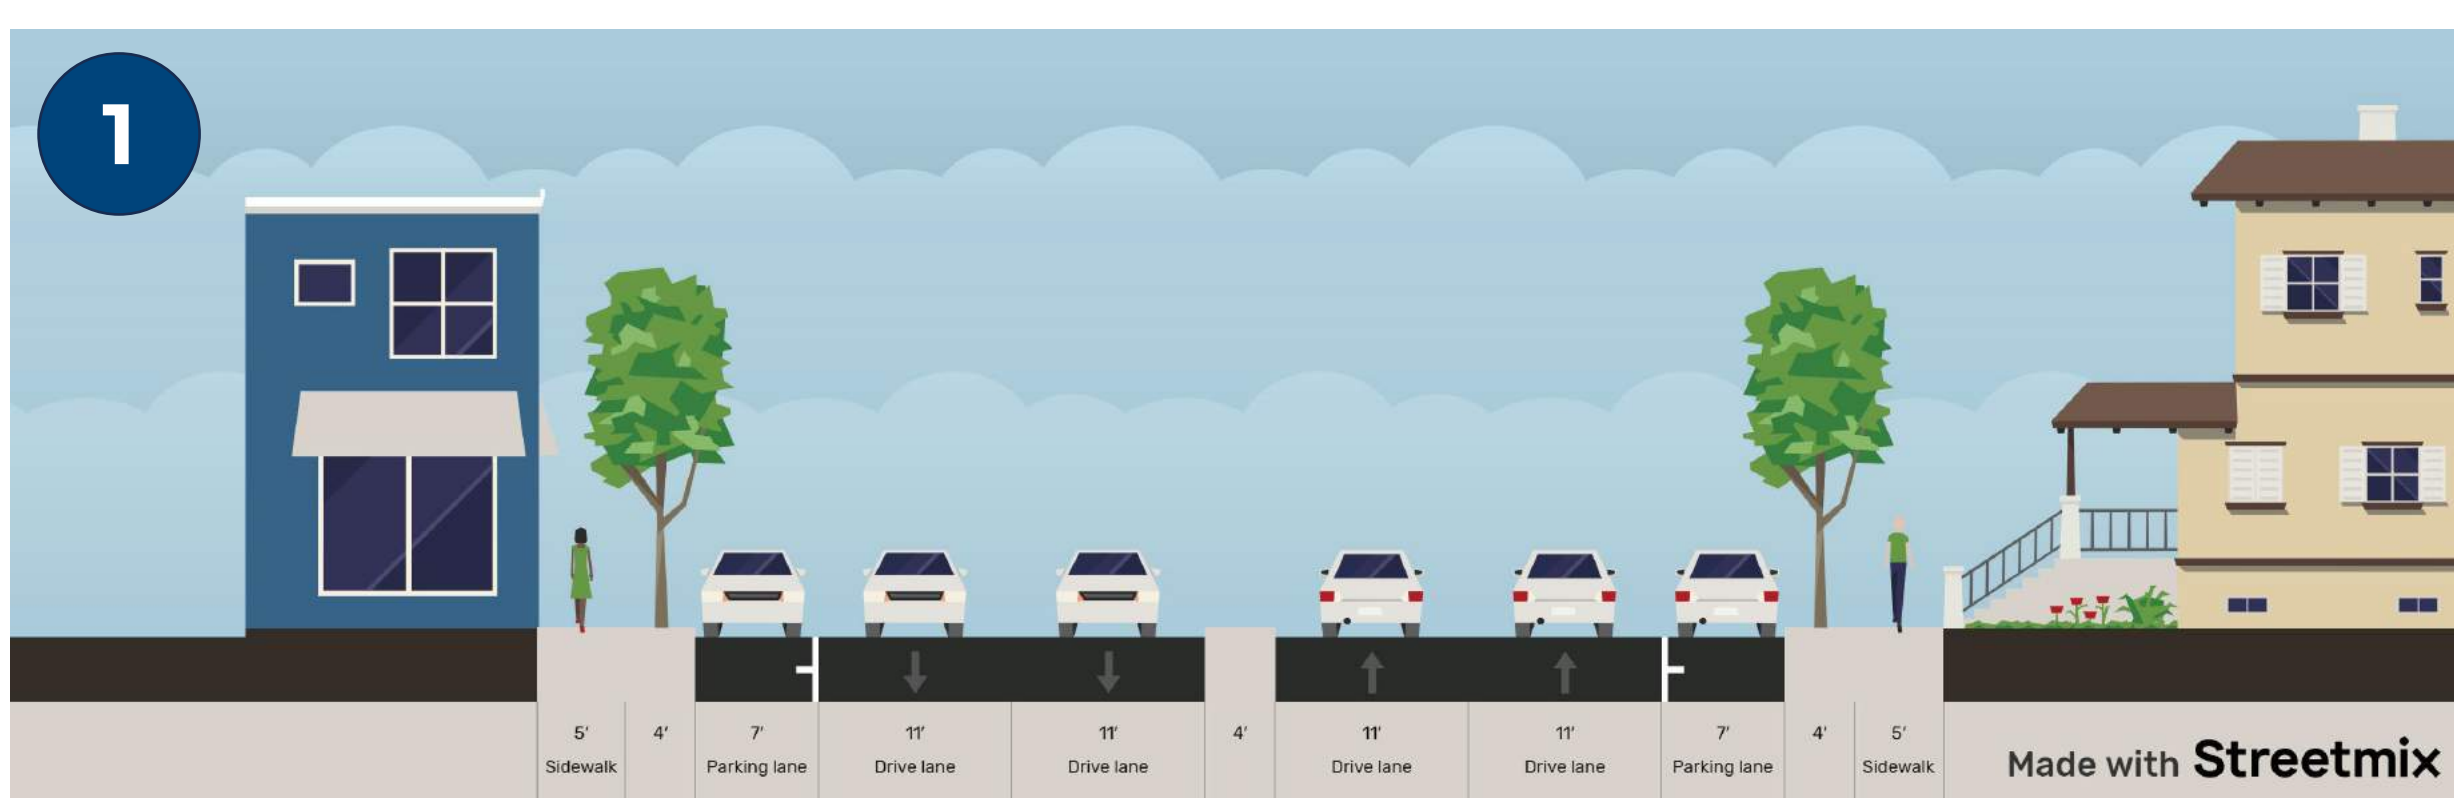 1
5' 4' 7' 11' 11' 4' 11' 11' 7' 4' 5'
Sidewalk Parking lane Drive lane Drive lane Drive lane Drive lane Parking lane Sidewalk
Made with Streetmix